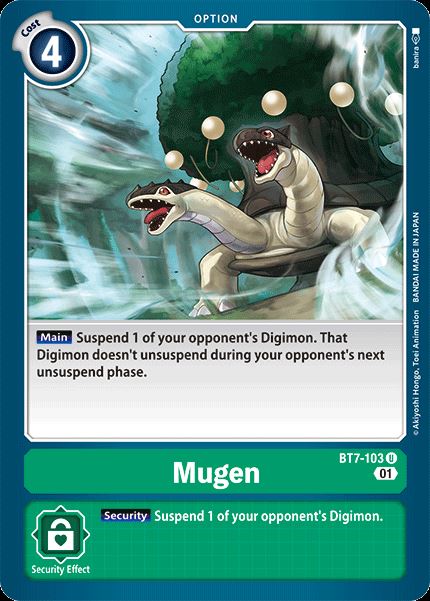 OPTION
Cost
4
banira
Main Suspend 1 of your opponent's Digimon. That
Digimon doesn't unsuspend during your opponent's next
unsuspend phase.
©Akiyoshi Hongo, Toei Animation BANDAI MADE IN JAPAN
BT7-103 U
Mugen
01
Security Suspend 1 of your opponent's Digimon.
Security Effect